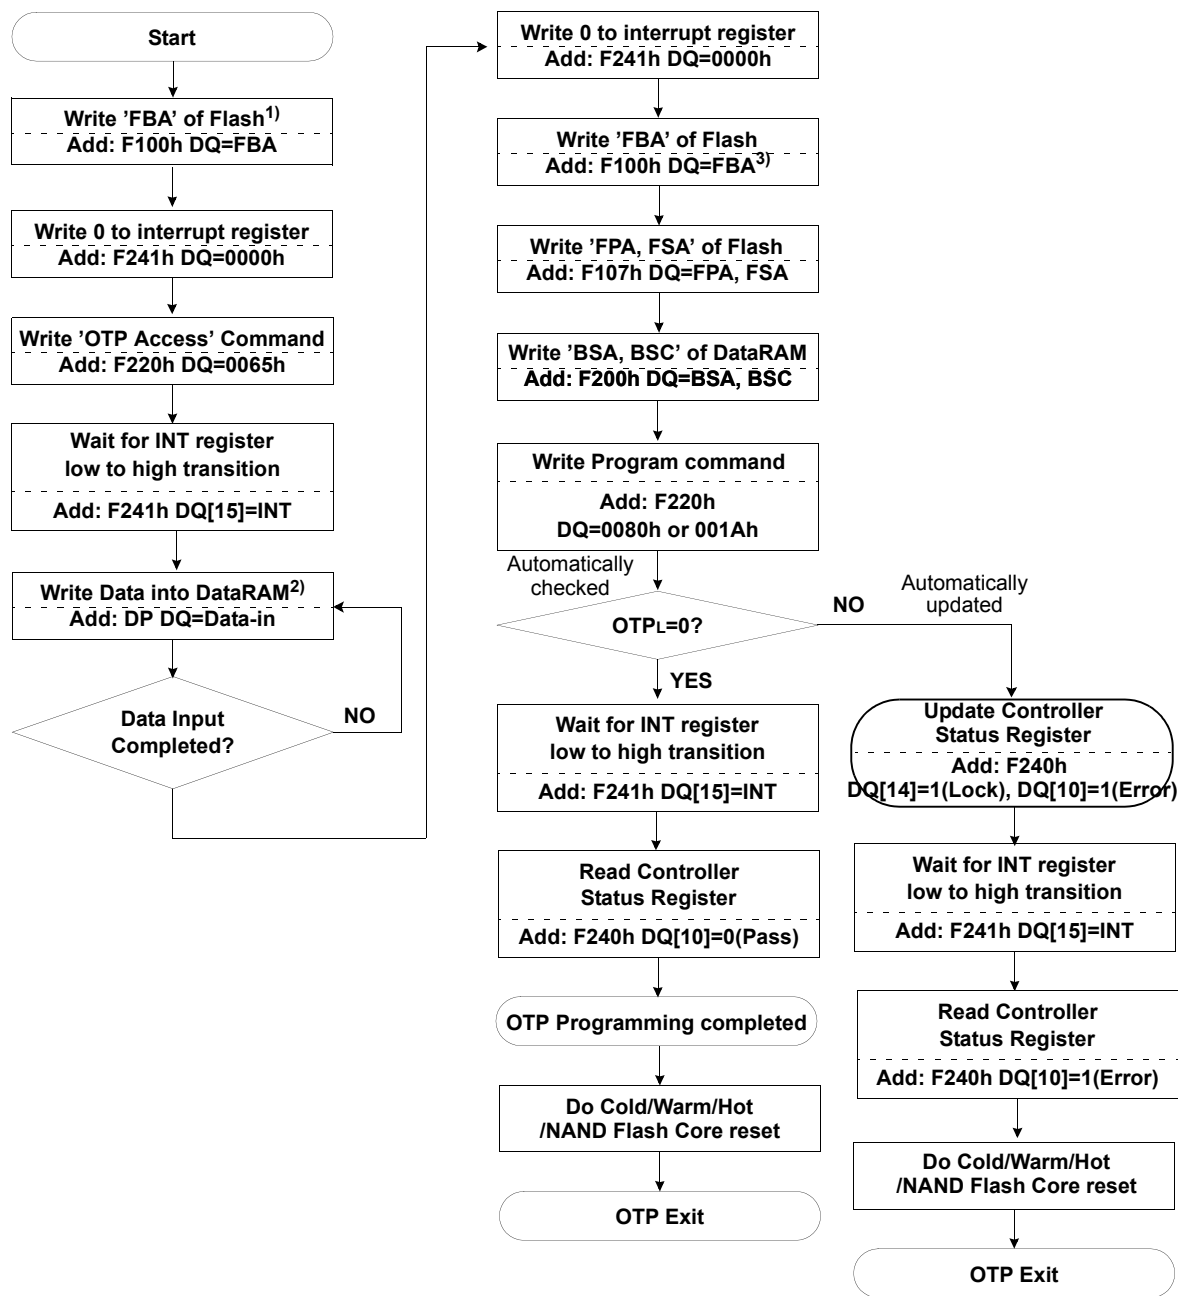 Start
Write ’FBA’ of Flash1)
Add: F100h DQ=FBA
Write 0 to interrupt register
Add: F241h DQ=0000h
Write ’OTP Access’ Command
Add: F220h DQ=0065h
Wait for INT register
low to high transition
Add: F241h DQ[15]=INT
Write Data into DataRAM2)
Add: DP DQ=Data-in
Data Input
Completed?
NO
Write 0 to interrupt register
Add: F241h DQ=0000h
Write ’FBA’ of Flash
Add: F100h DQ=FBA3)
Write ’FPA, FSA’ of Flash
Add: F107h DQ=FPA, FSA
Write ’BSA, BSC’ of DataRAM
Add: F200h DQ=BSA, BSC
Write Program command
Add: F220h
DQ=0080h or 001Ah
Automatically
checked
OTPL=0?
NO
Automatically
updated
YES
Wait for INT register
low to high transition
Add: F241h DQ[15]=INT
Read Controller
Status Register
Add: F240h DQ[10]=0(Pass)
OTP Programming completed
Do Cold/Warm/Hot
/NAND Flash Core reset
OTP Exit
Update Controller
Status Register
Add: F240h
DQ[14]=1(Lock), DQ[10]=1(Error)
Wait for INT register
low to high transition
Add: F241h DQ[15]=INT
Read Controller
Status Register
Add: F240h DQ[10]=1(Error)
Do Cold/Warm/Hot
/NAND Flash Core reset
OTP Exit